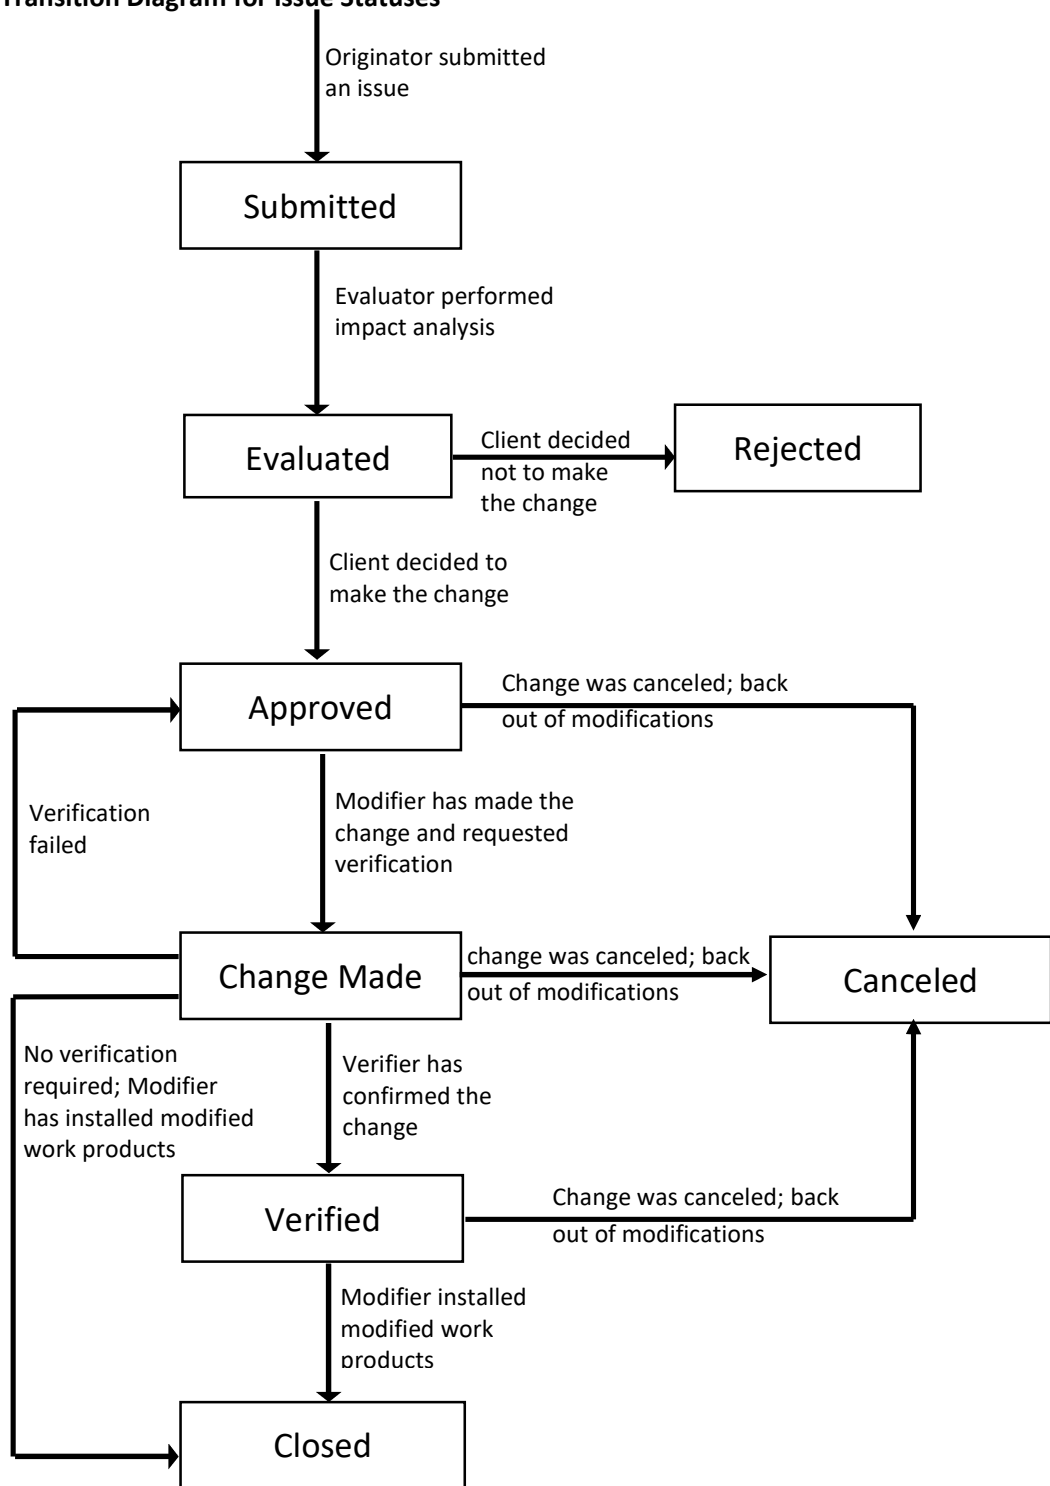 Transition Diagram for Issue Statuses
Originator submitted
an issue
Submitted
Evaluator performed
impact analysis
Evaluated
Client decided
not to make
the change
Rejected
Client decided to
make the change
Approved
Change was canceled; back
out of modifications
Verification
failed
Modifier has made the
change and requested
verification
Change Made
change was canceled; back
out of modifications
Canceled
No verification
required; Modifier
has installed modified
work products
Verifier has
confirmed the
change
Verified
Change was canceled; back
out of modifications
Modifier installed
modified work
products
Closed